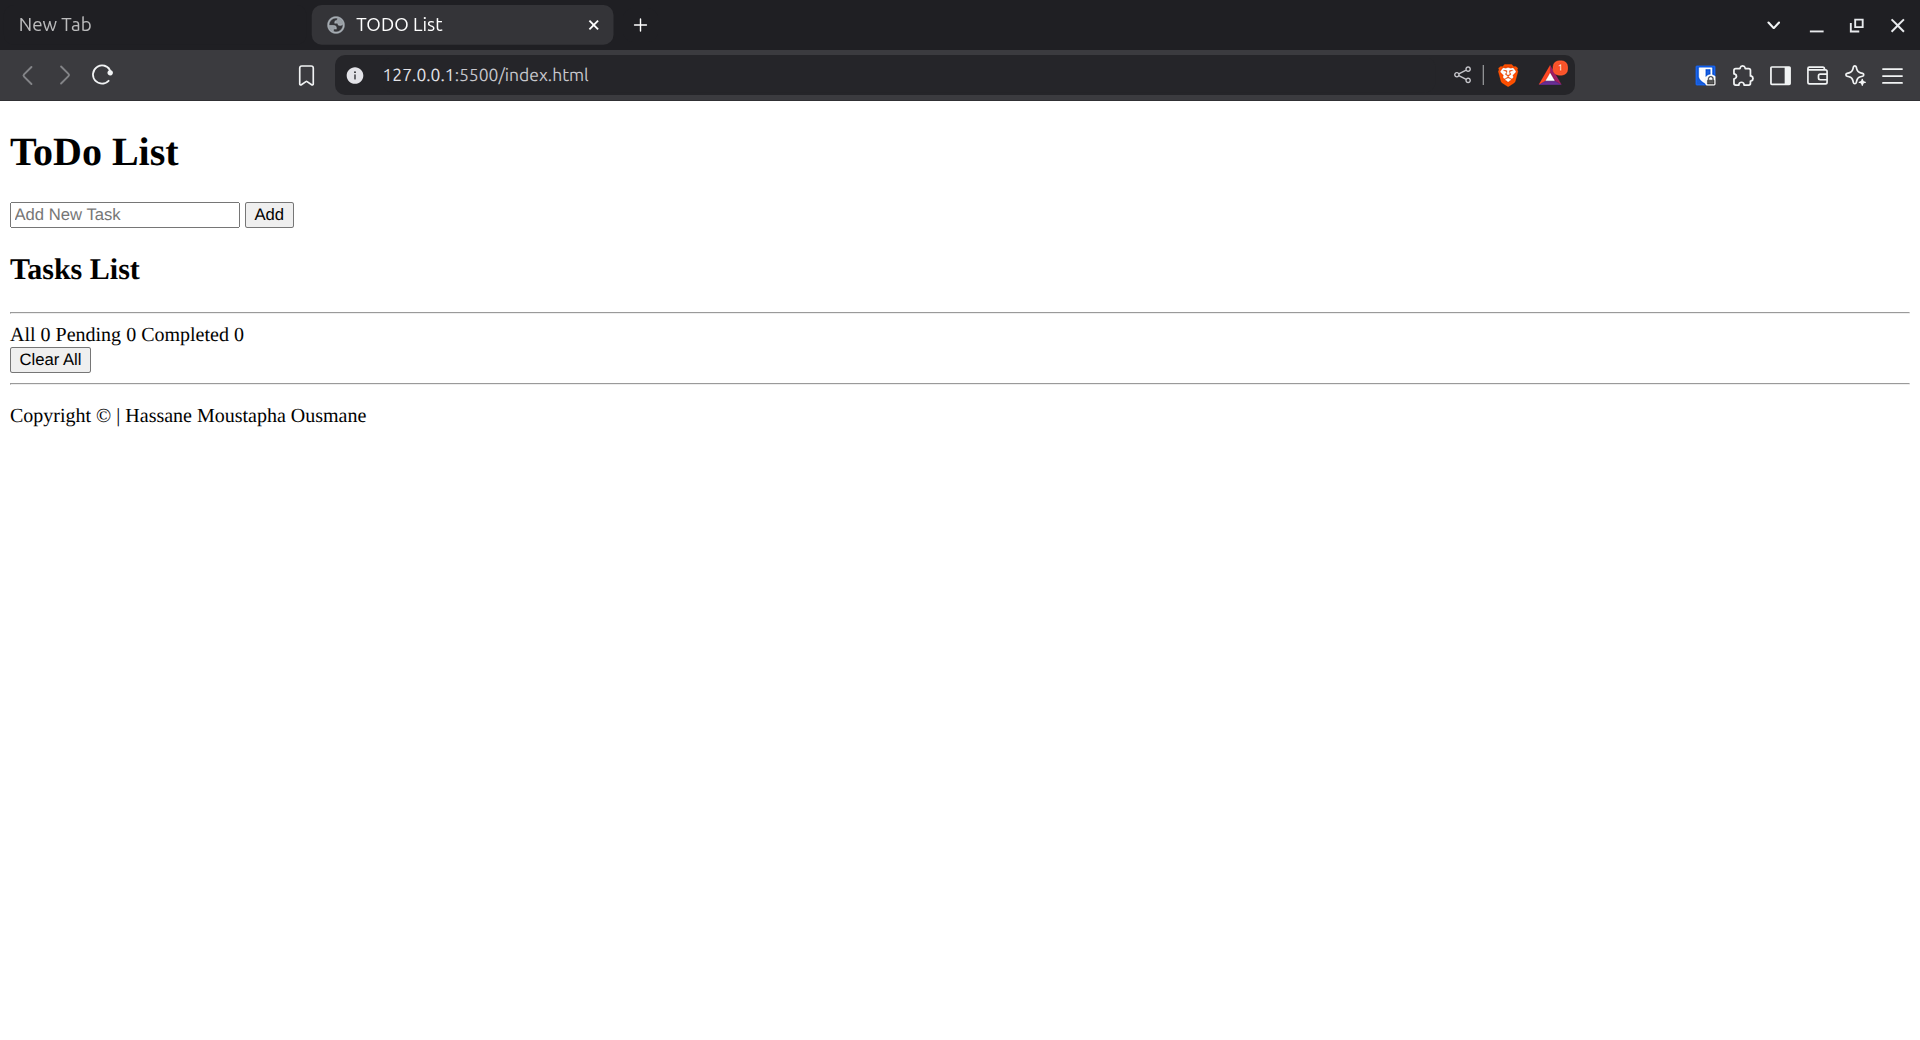 New Tab
TODO List
127.0.0.1:5500/index.html
1
ToDo List
Add New Task Add
Tasks List
All 0 Pending 0 Completed 0
Clear All
Copyright © | Hassane Moustapha Ousmane